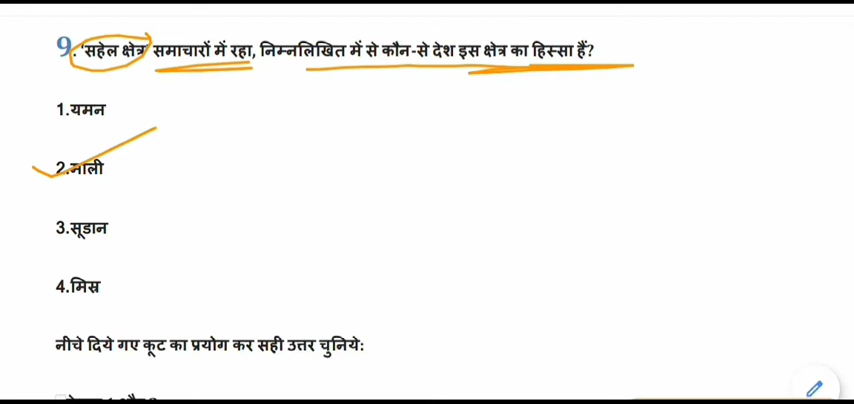 9. 'सहेल क्षेत्र' समाचारों में रहा, निम्नलिखित में से कौन-से देश इस क्षेत्र का हिस्सा हैं?
1.यमन
2.माली
3.सूडान
4.मिस्र
नीचे दिये गए कूट का प्रयोग कर सही उत्तर चुनिये: